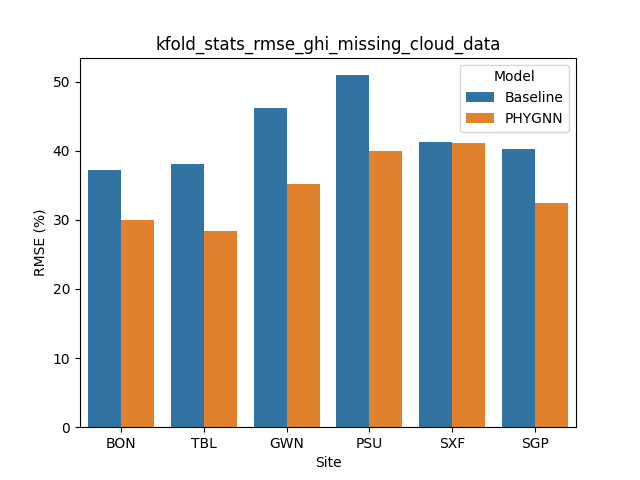 kfold_stats_rmse_ghi_missing_cloud_data
Model
Baseline
PHYGNN
50
40
30
20
10
0
RMSE (%)
BON TBL GWN PSU SXF SGP
Site